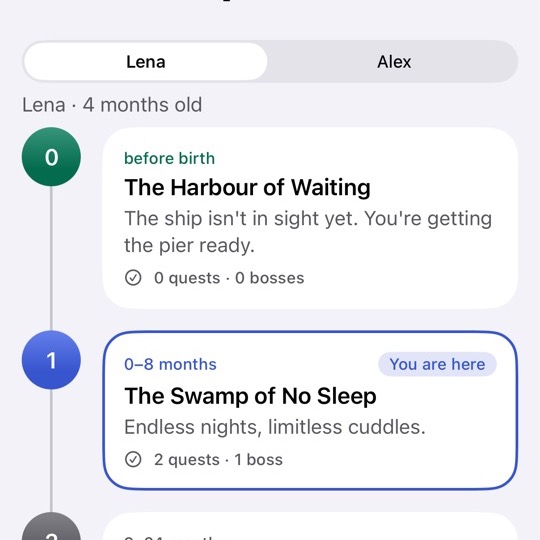 Lena
Alex
Lena · 4 months old
0
before birth
The Harbour of Waiting
The ship isn't in sight yet. You're getting
the pier ready.
0 quests · 0 bosses
1
0–8 months
You are here
The Swamp of No Sleep
Endless nights, limitless cuddles.
2 quests · 1 boss